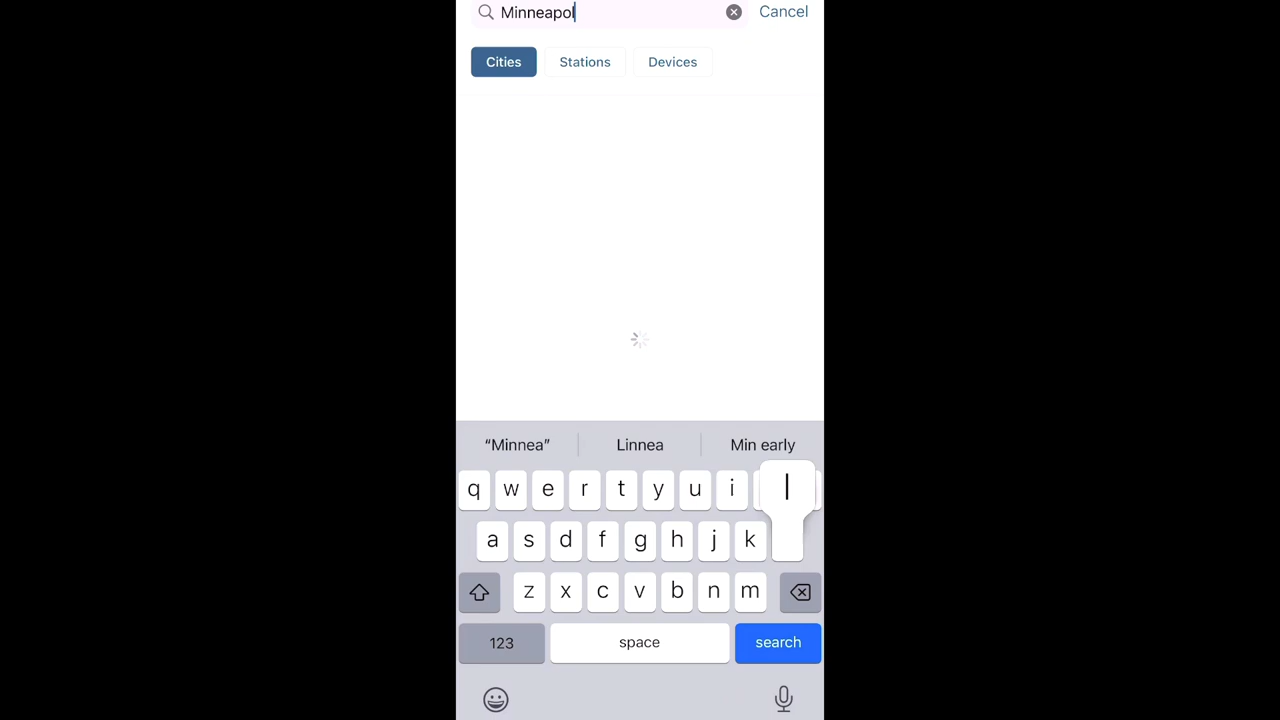 Minneapol Cancel
Cities Stations Devices
“Minnea” Linnea Min early
q w e r t y u i l
a s d f g h j k
z x c v b n m
123 space search